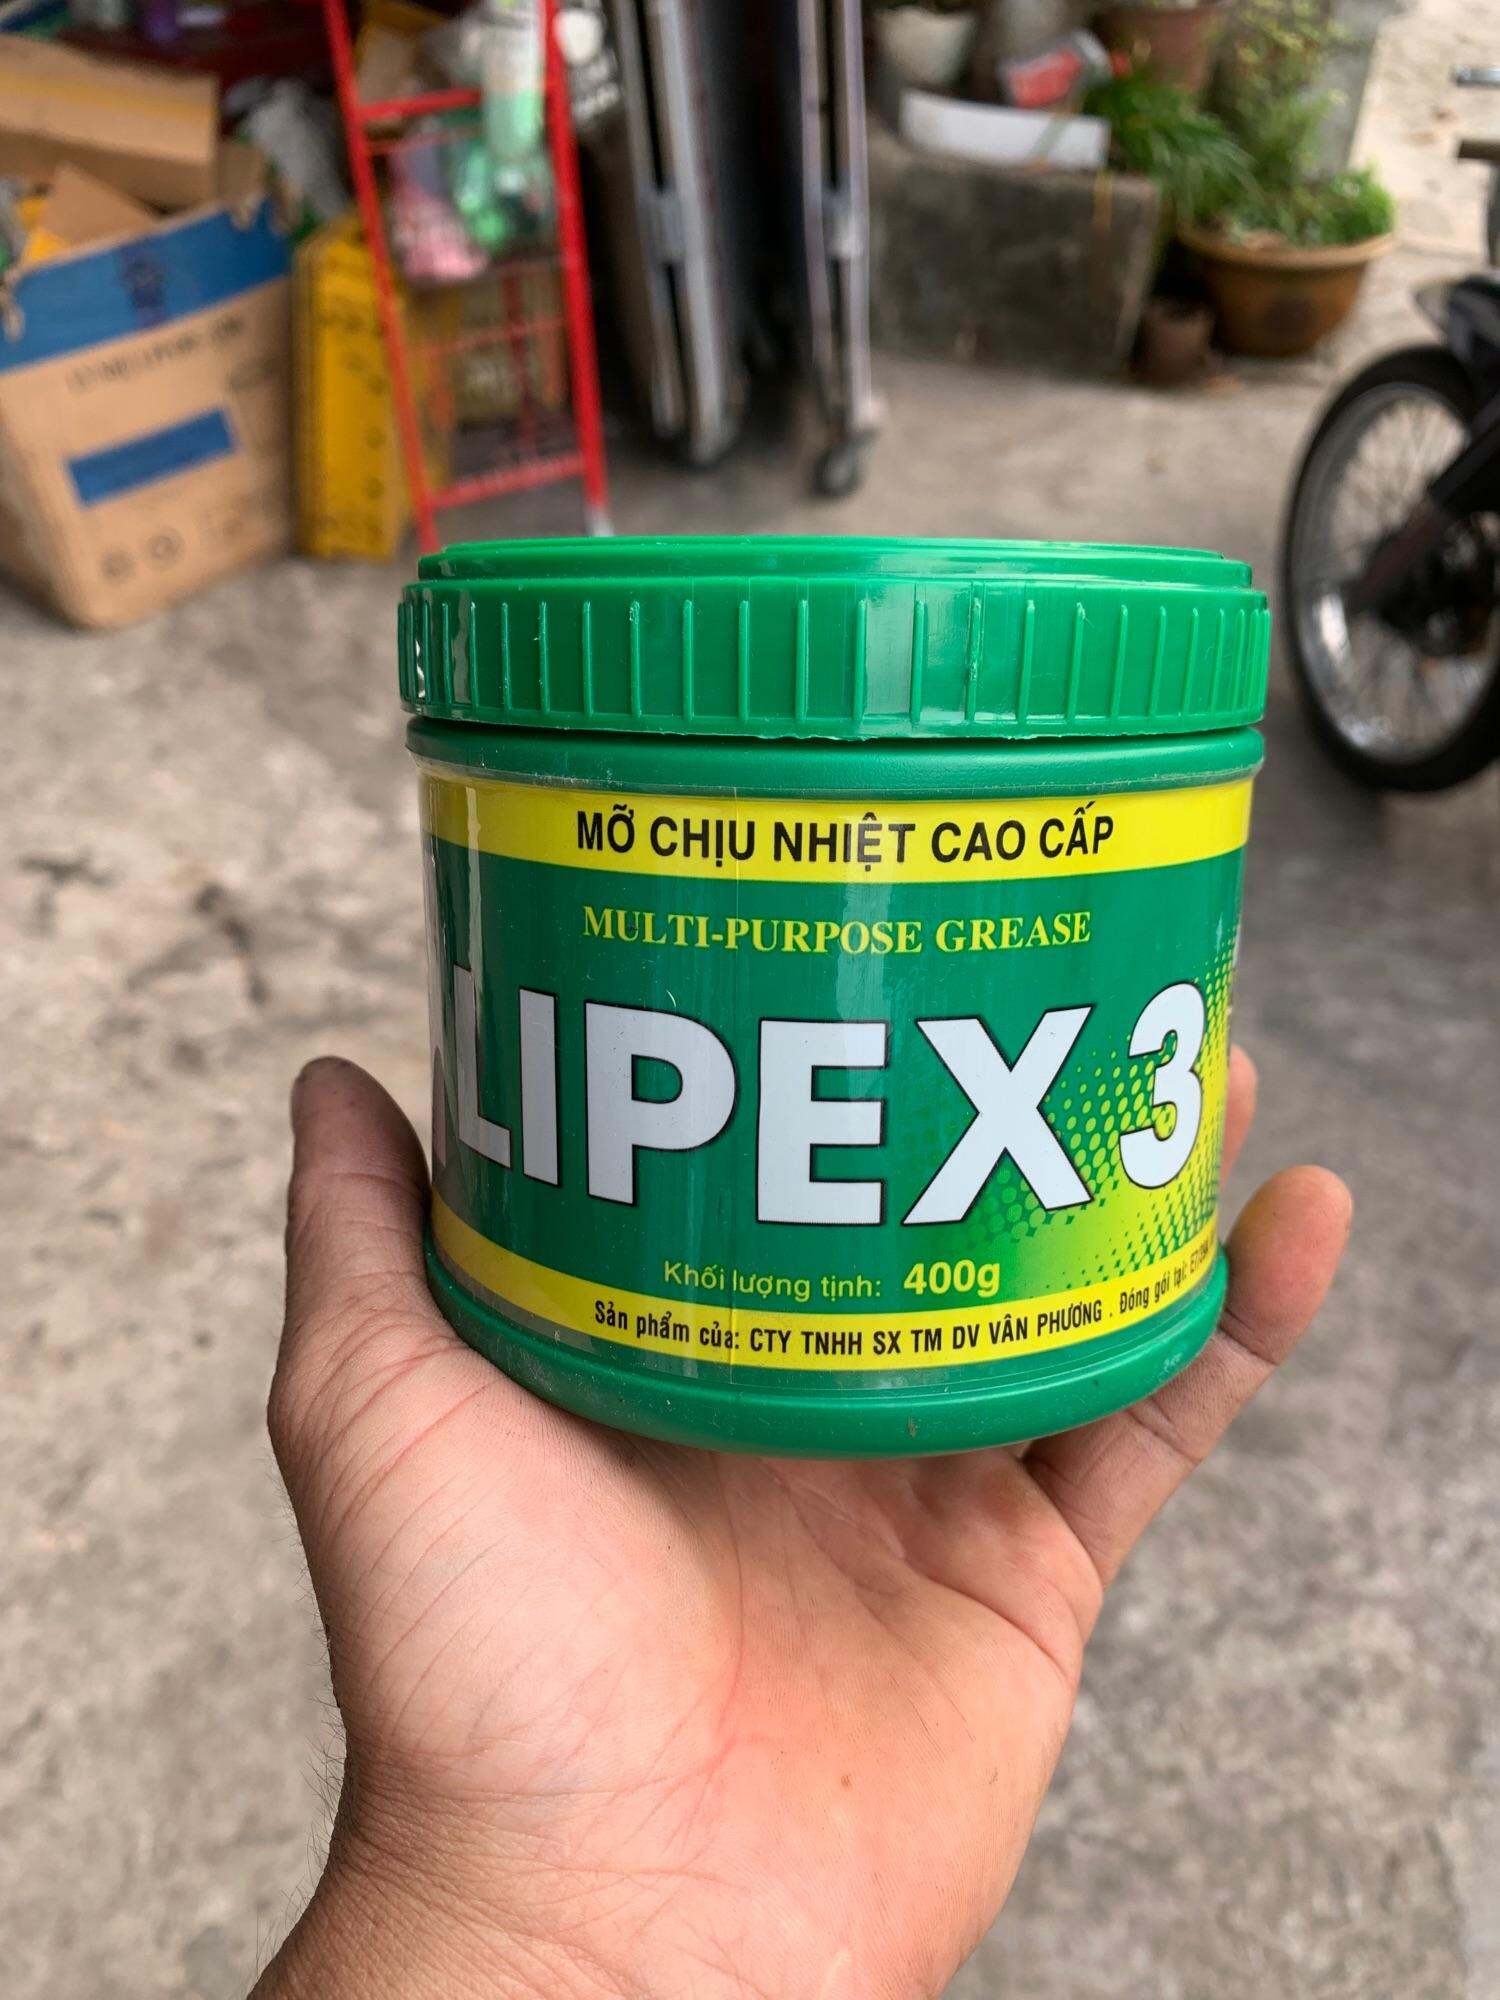 MỠ CHỊU NHIỆT CAO CẤP
MULTI-PURPOSE GREASE
LIPEX 3
Khối lượng tịnh: 400g
Sản phẩm của: CTY TNHH SX TM DV VÂN PHƯƠNG . Đóng gói tại: